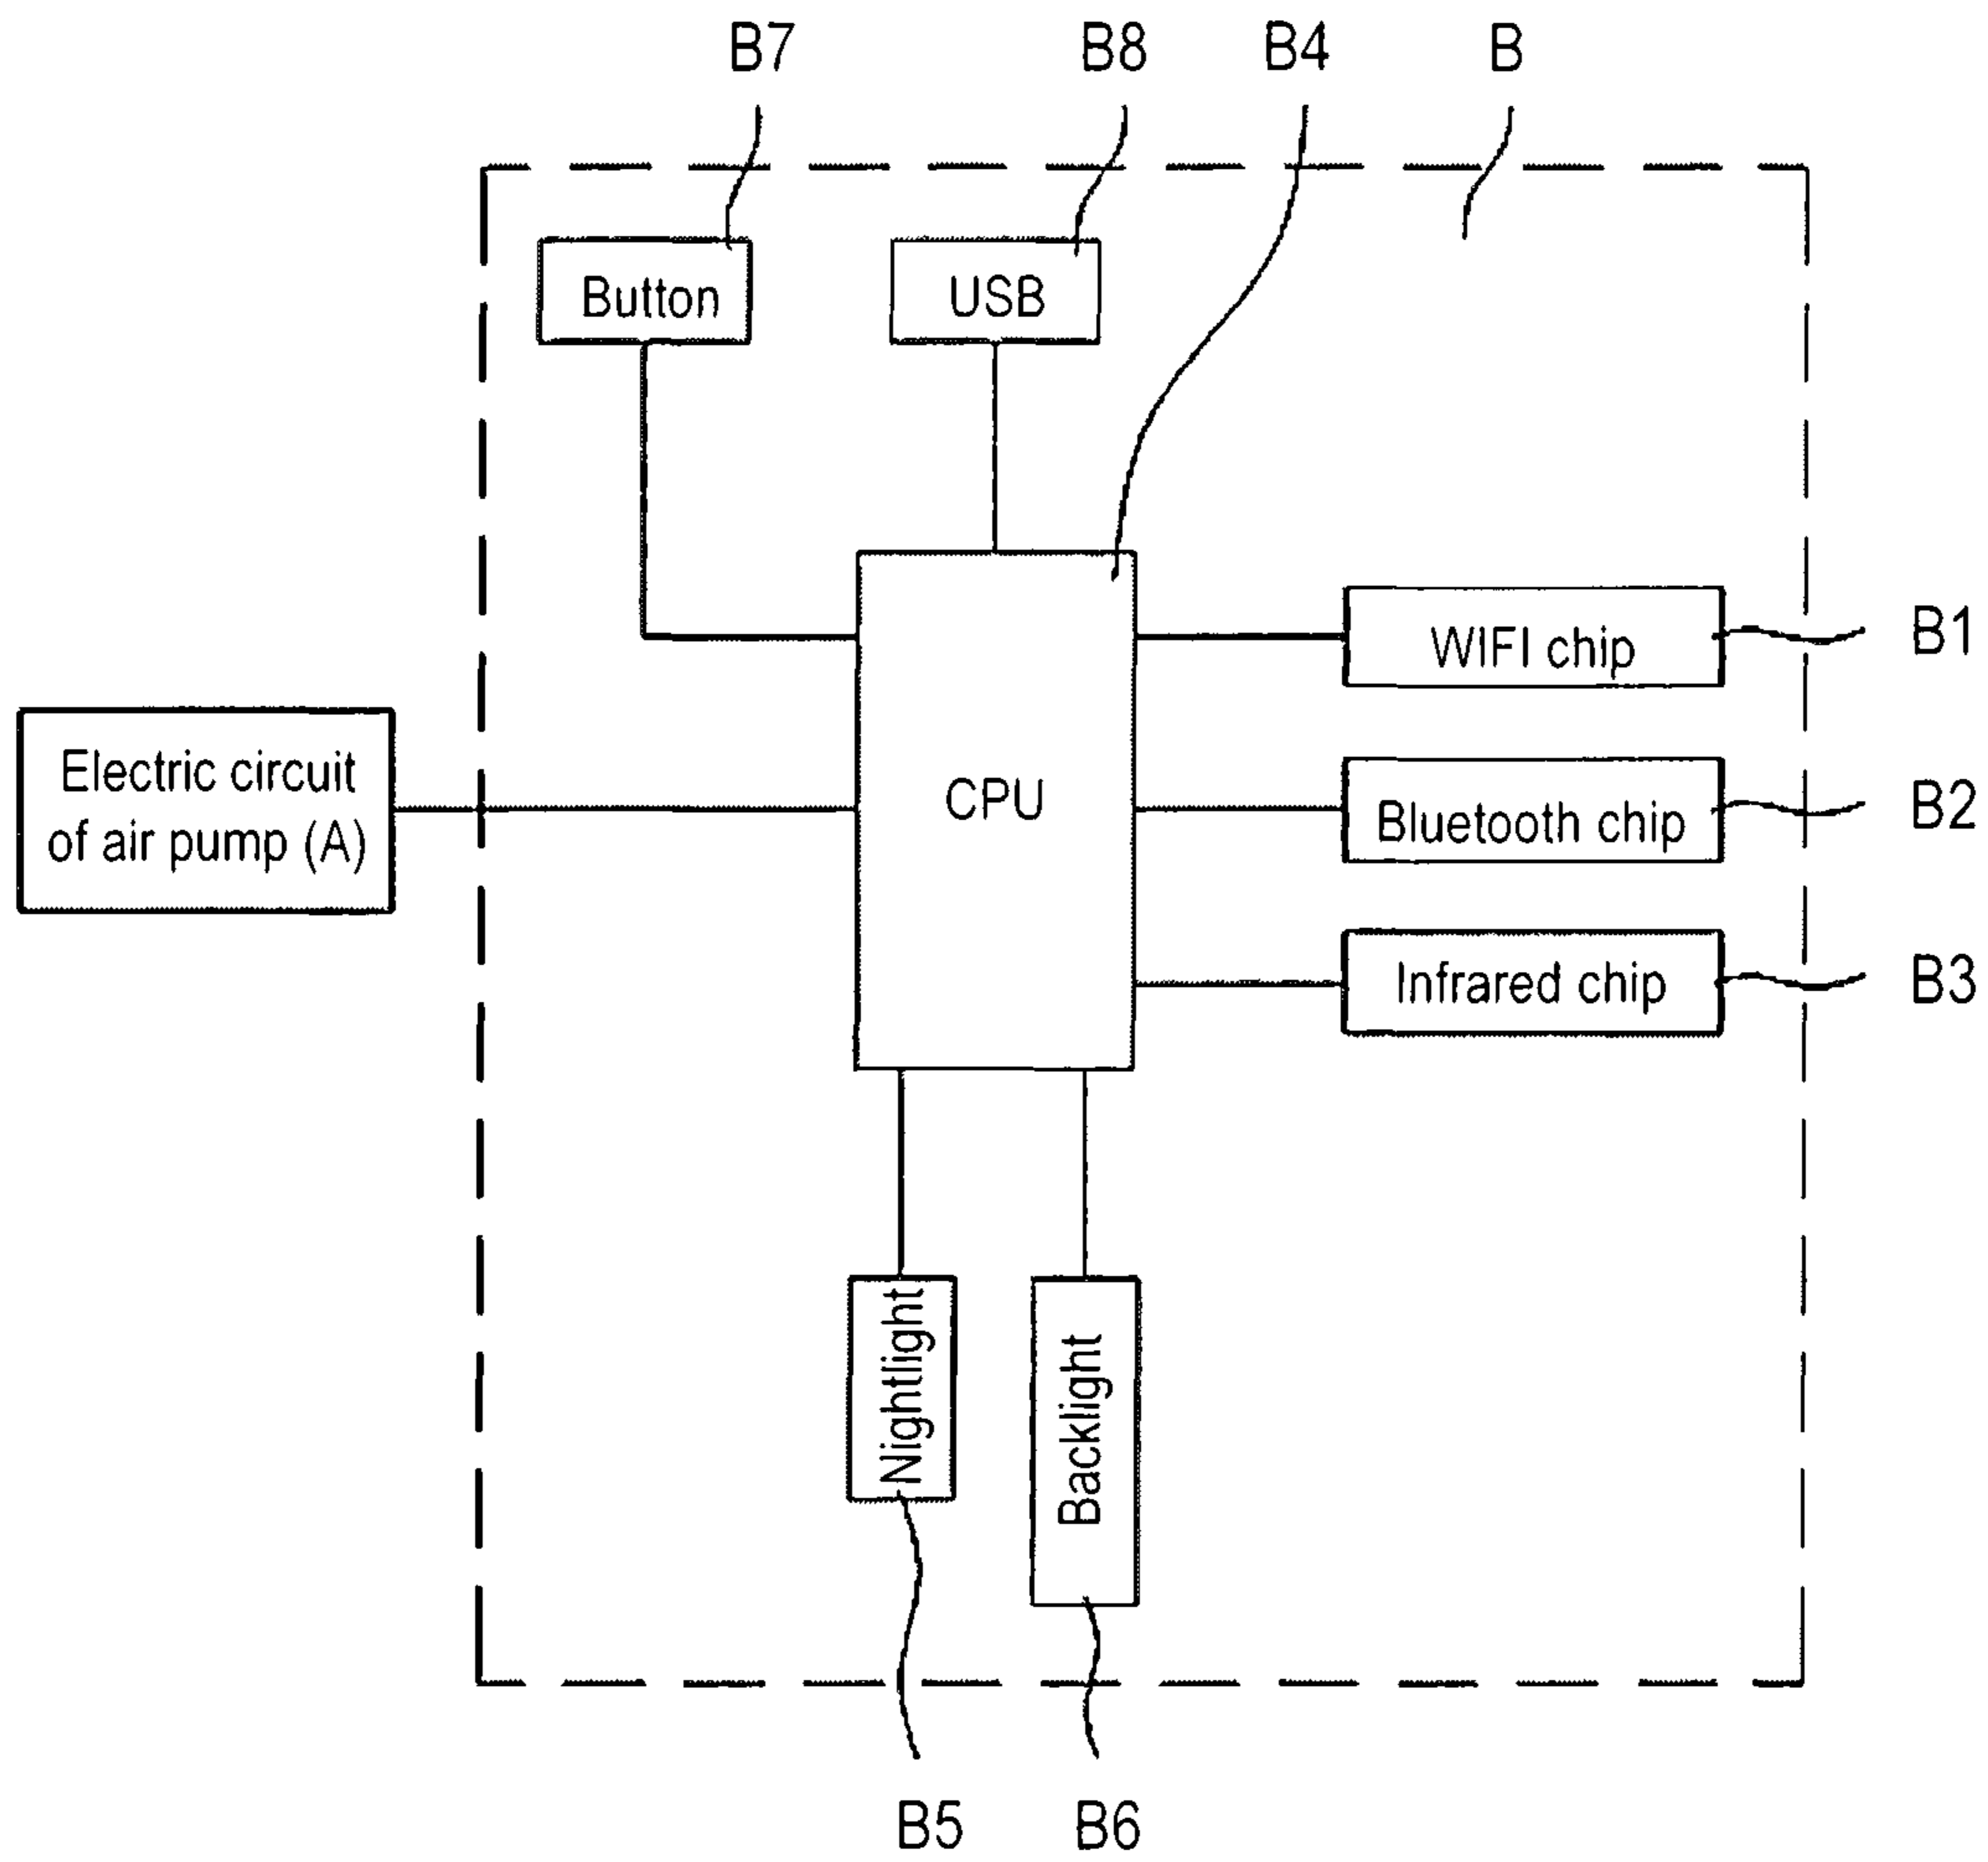 B7
B8
B4
B
Button
USB
WIFI chip
B1
Electric circuit
of air pump (A)
CPU
Bluetooth chip
B2
Infrared chip
B3
Nightlight
Backlight
B5
B6